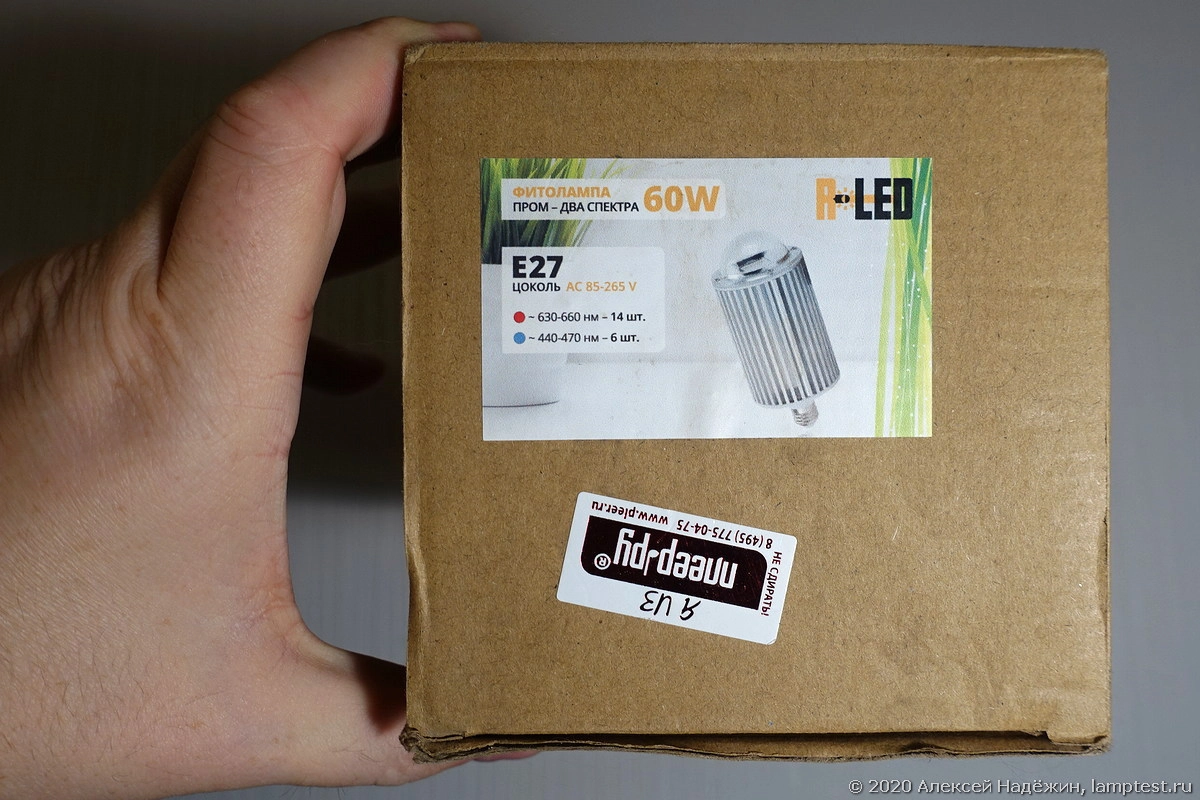 ФИТОЛАМПА
ПРОМ – ДВА СПЕКТРА 60W
R LED
E27
ЦОКОЛЬ AC 85-265 V
~ 630-660 нм – 14 шт.
~ 440-470 нм – 6 шт.
Я ИЗ
плеер.ру®
НЕ СДИРАТЬ!
8 (495) 775-04-75 www.pleer.ru
© 2020 Алексей Надёжин, lamptest.ru